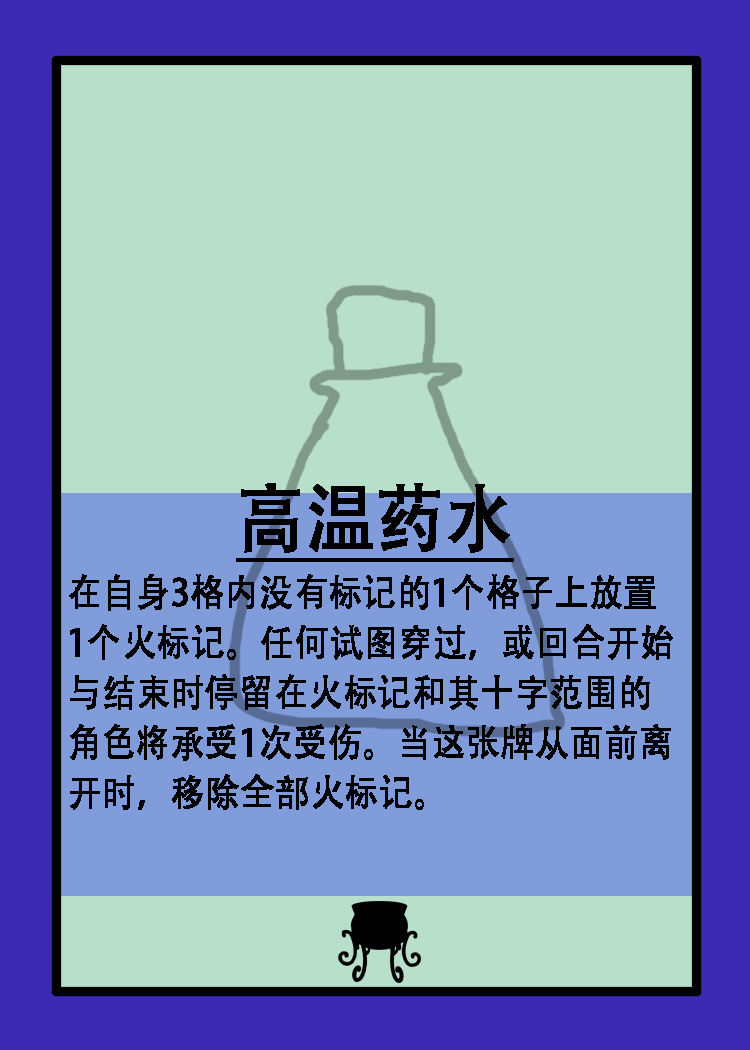 高温药水
在自身3格内没有标记的1个格子上放置
1个火标记。任何试图穿过，或回合开始
与结束时停留在火标记和其十字范围的
角色将承受1次受伤。当这张牌从面前离
开时，移除全部火标记。